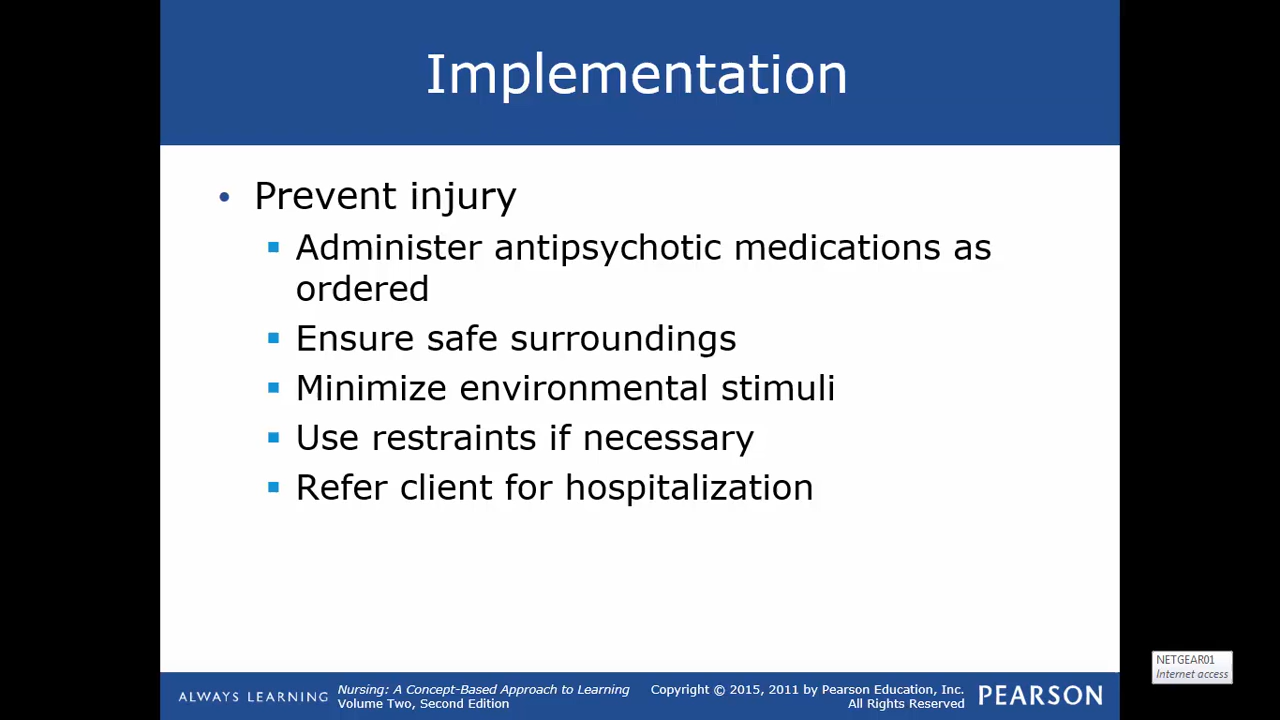 Implementation
• Prevent injury
▪ Administer antipsychotic medications as
ordered
▪ Ensure safe surroundings
▪ Minimize environmental stimuli
▪ Use restraints if necessary
▪ Refer client for hospitalization
NETGEAR01
Internet access
ALWAYS LEARNING
Nursing: A Concept-Based Approach to Learning
Volume Two, Second Edition
Copyright © 2015, 2011 by Pearson Education, Inc.
All Rights Reserved
PEARSON